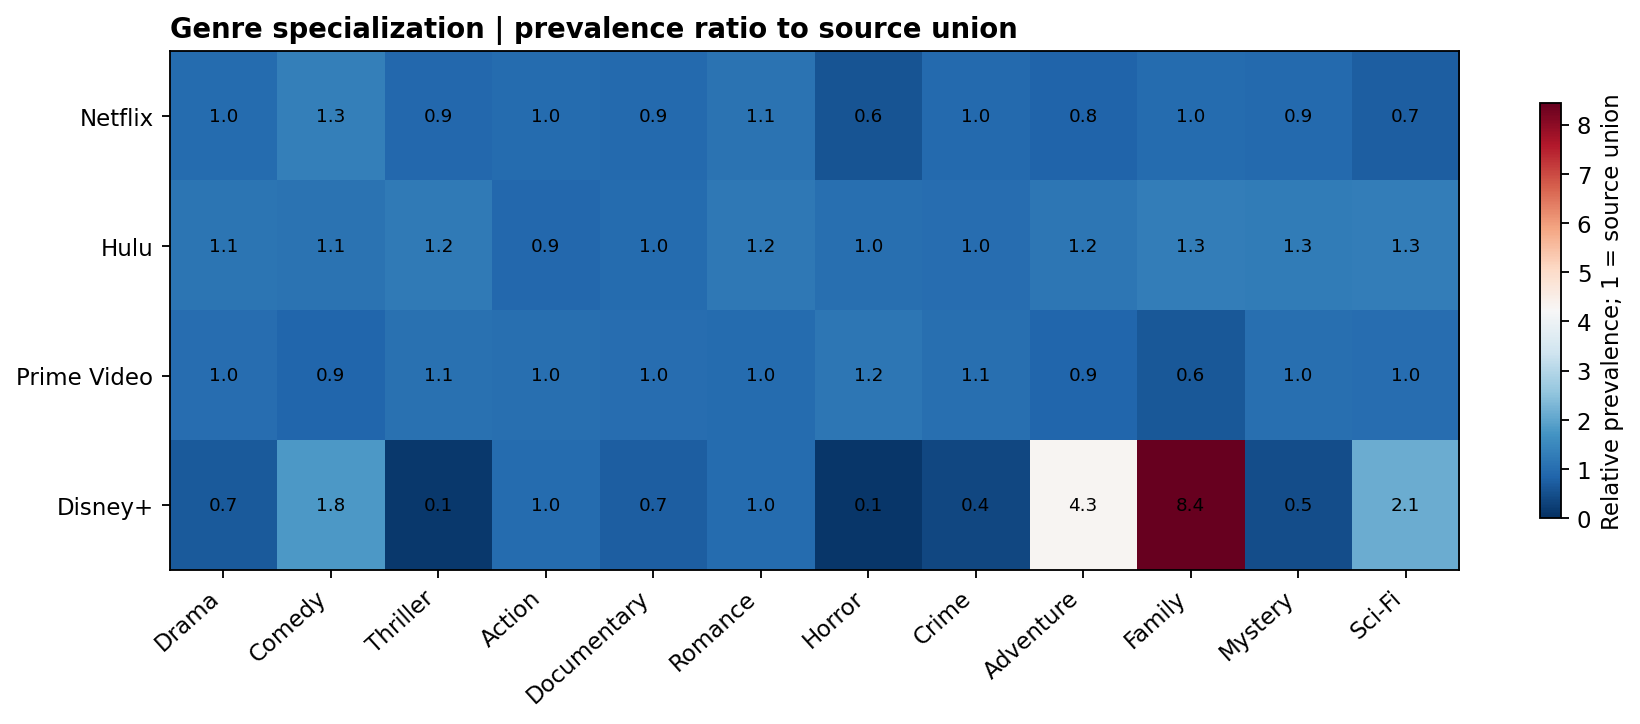 Genre specialization | prevalence ratio to source union
Netflix 1.0 1.3 0.9 1.0 0.9 1.1 0.6 1.0 0.8 1.0 0.9 0.7
Hulu 1.1 1.1 1.2 0.9 1.0 1.2 1.0 1.0 1.2 1.3 1.3 1.3
Prime Video 1.0 0.9 1.1 1.0 1.0 1.0 1.2 1.1 0.9 0.6 1.0 1.0
Disney+ 0.7 1.8 0.1 1.0 0.7 1.0 0.1 0.4 4.3 8.4 0.5 2.1
Drama
Comedy
Thriller
Action
Documentary
Romance
Horror
Crime
Adventure
Family
Mystery
Sci-Fi
8
7
6
5
4
3
2
1
0
Relative prevalence; 1 = source union